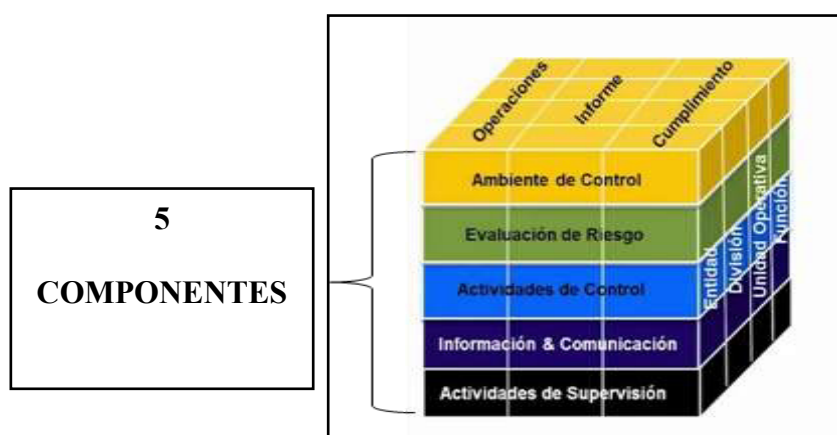 5
COMPONENTES
Operaciones
Informe
Cumplimiento
Ambiente de Control
Evaluación de Riesgo
Actividades de Control
Información & Comunicación
Actividades de Supervisión
Entidad
División
Unidad Operativa
Función